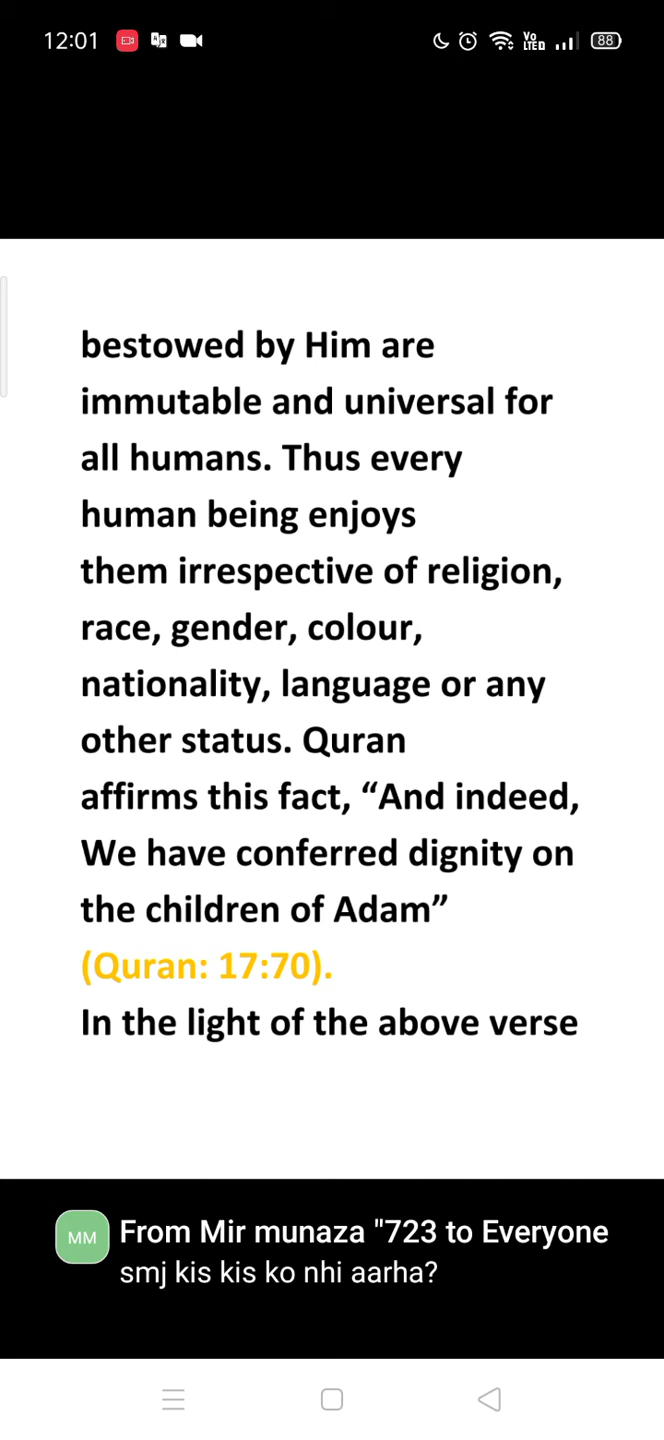 12:01
Vo
LTED
88
bestowed by Him are
immutable and universal for
all humans. Thus every
human being enjoys
them irrespective of religion,
race, gender, colour,
nationality, language or any
other status. Quran
affirms this fact, “And indeed,
We have conferred dignity on
the children of Adam”
(Quran: 17:70).
In the light of the above verse
MM
From Mir munaza "723 to Everyone
smj kis kis ko nhi aarha?